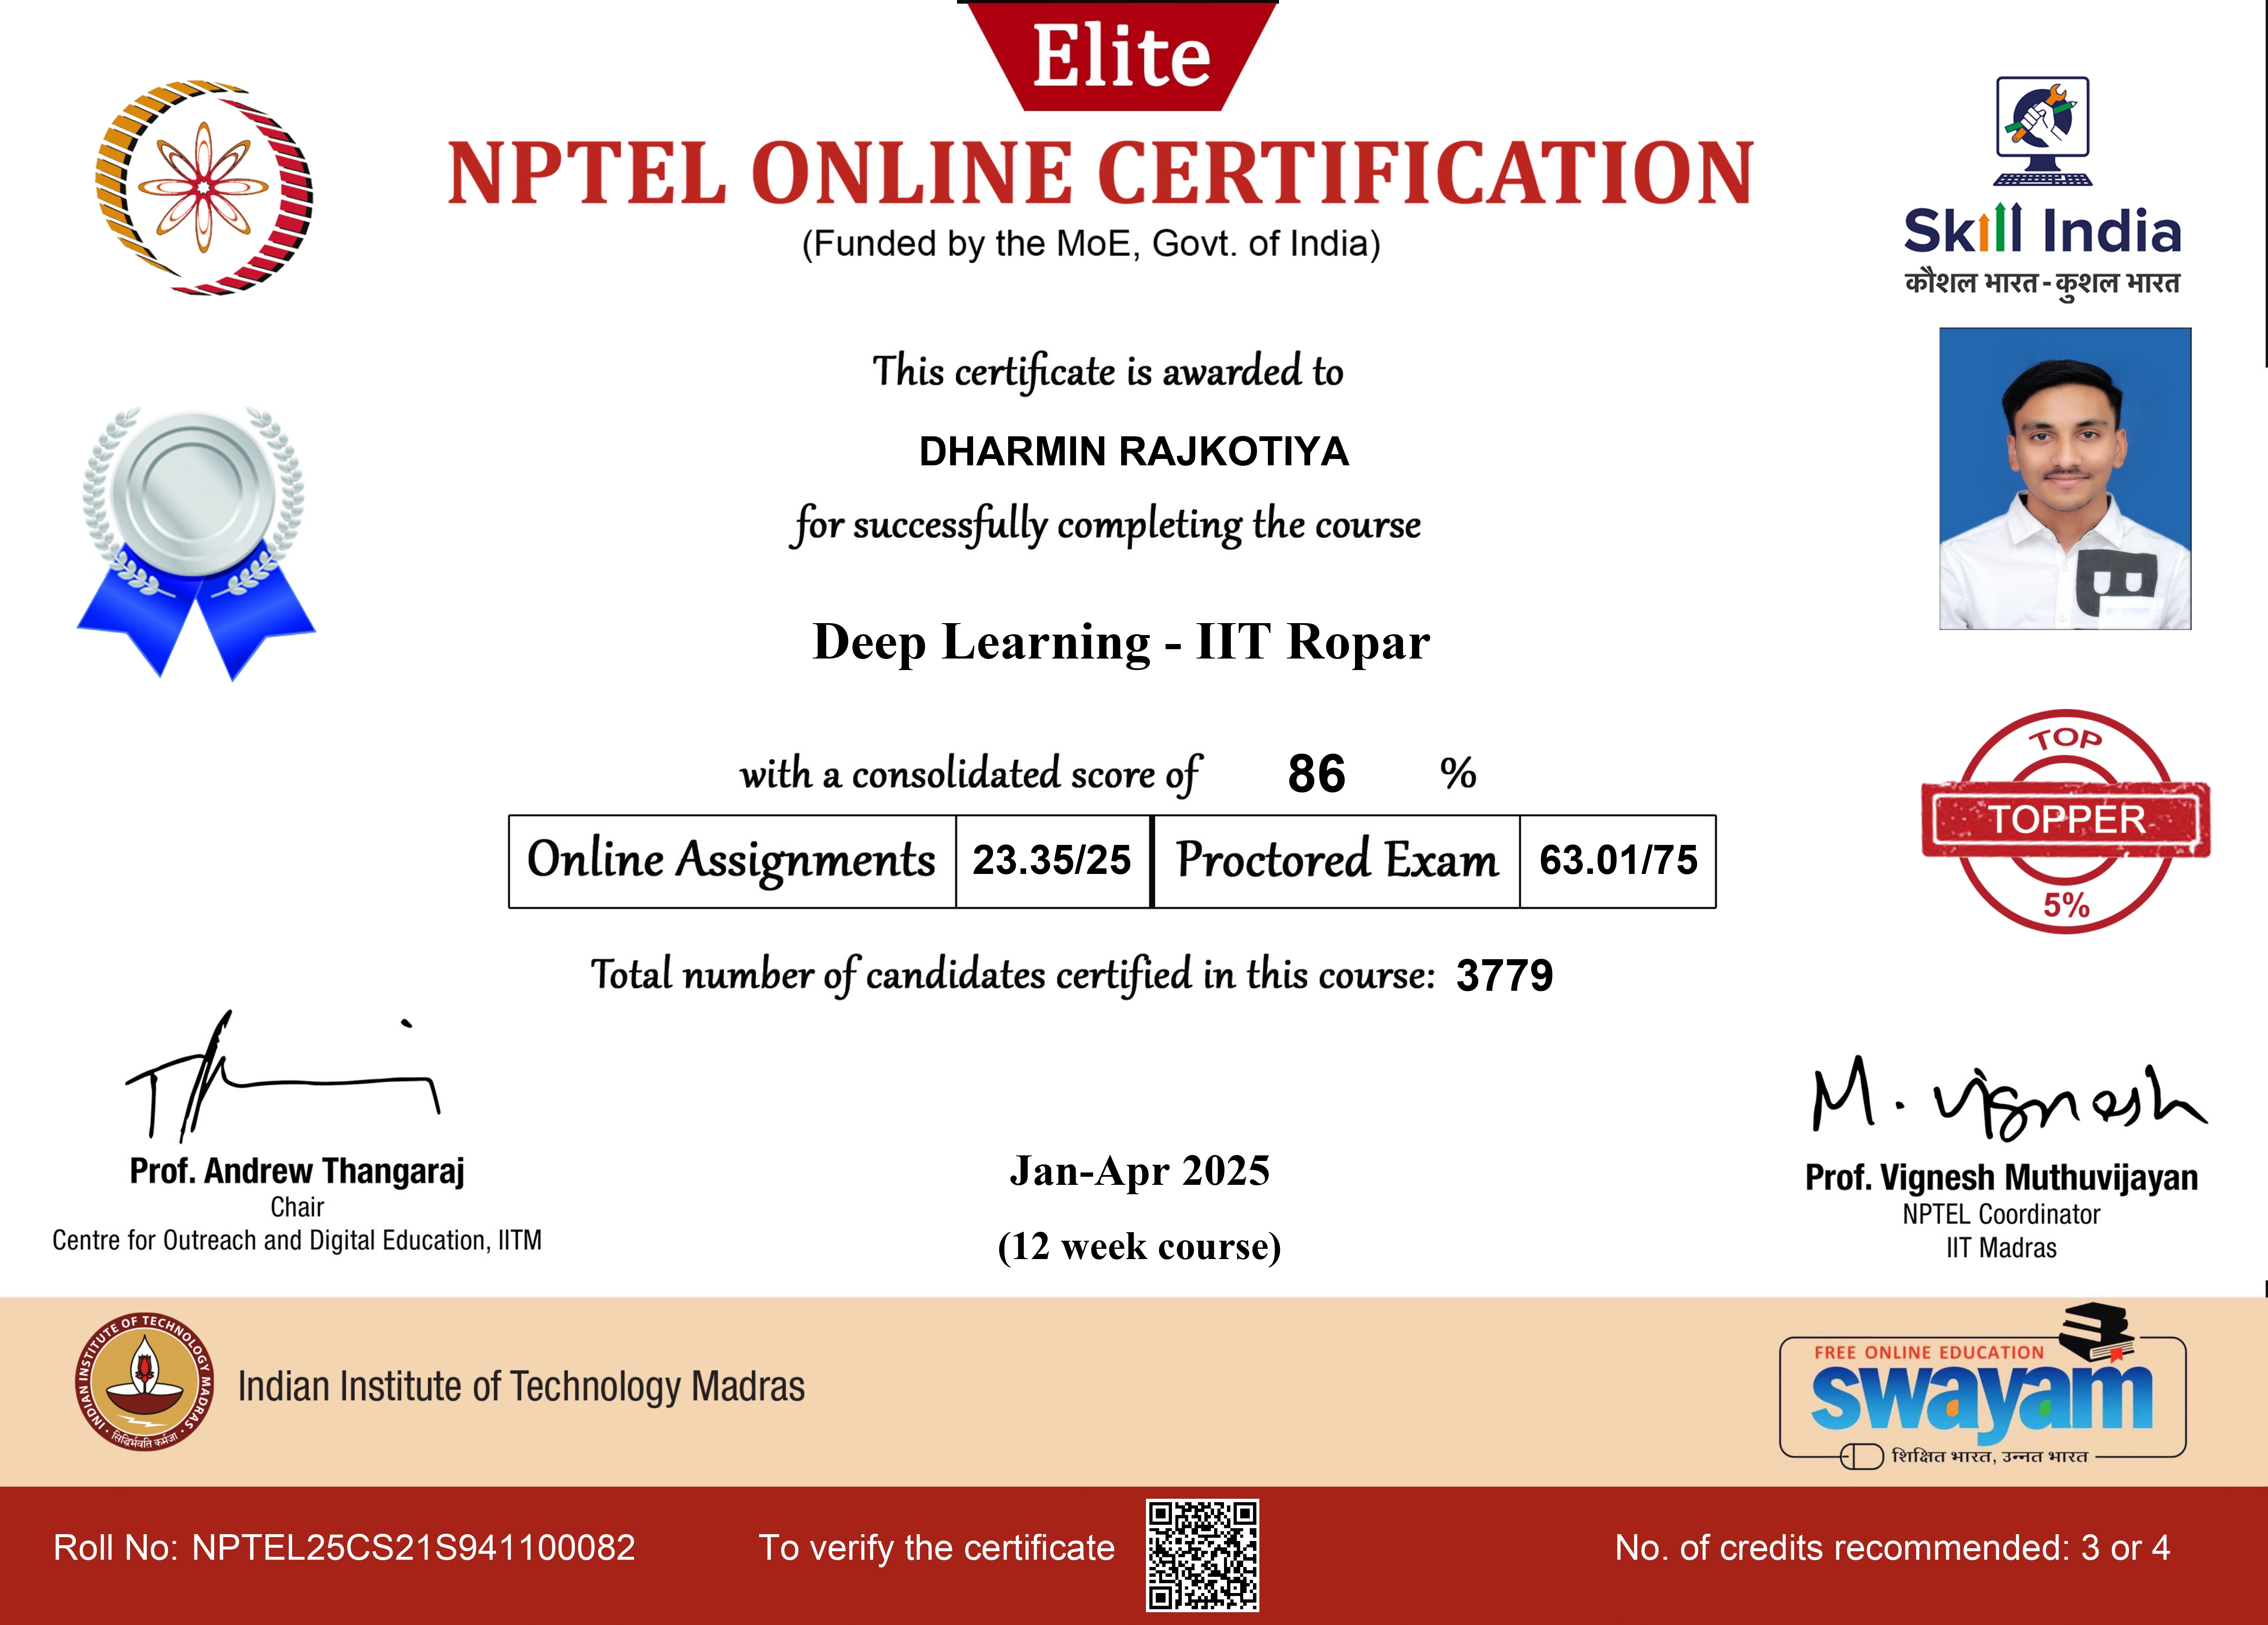 Elite
NPTEL ONLINE CERTIFICATION
(Funded by the MoE, Govt. of India)
Skill India
कौशल भारत - कुशल भारत
This certificate is awarded to
DHARMIN RAJKOTIYA
for successfully completing the course
Deep Learning - IIT Ropar
with a consolidated score of 86 %
Online Assignments 23.35/25 Proctored Exam 63.01/75
TOP
TOPPER
5%
Total number of candidates certified in this course: 3779
M. Vignesh
Prof. Andrew Thangaraj
Chair
Centre for Outreach and Digital Education, IITM
Jan-Apr 2025
(12 week course)
Prof. Vignesh Muthuvijayan
NPTEL Coordinator
IIT Madras
INDIAN INSTITUTE OF TECHNOLOGY MADRAS
सिद्धिर्भवति कर्मजा
Indian Institute of Technology Madras
FREE ONLINE EDUCATION
swayam
शिक्षित भारत, उन्नत भारत
Roll No: NPTEL25CS21S941100082
To verify the certificate
No. of credits recommended: 3 or 4